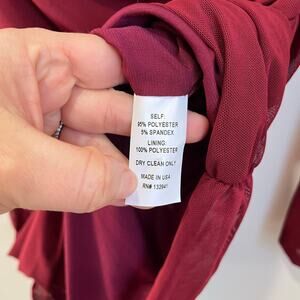 SELF:
95% POLYESTER
5% SPANDEX
LINING:
100% POLYESTER
DRY CLEAN ONLY
MADE IN USA
RN# 133941